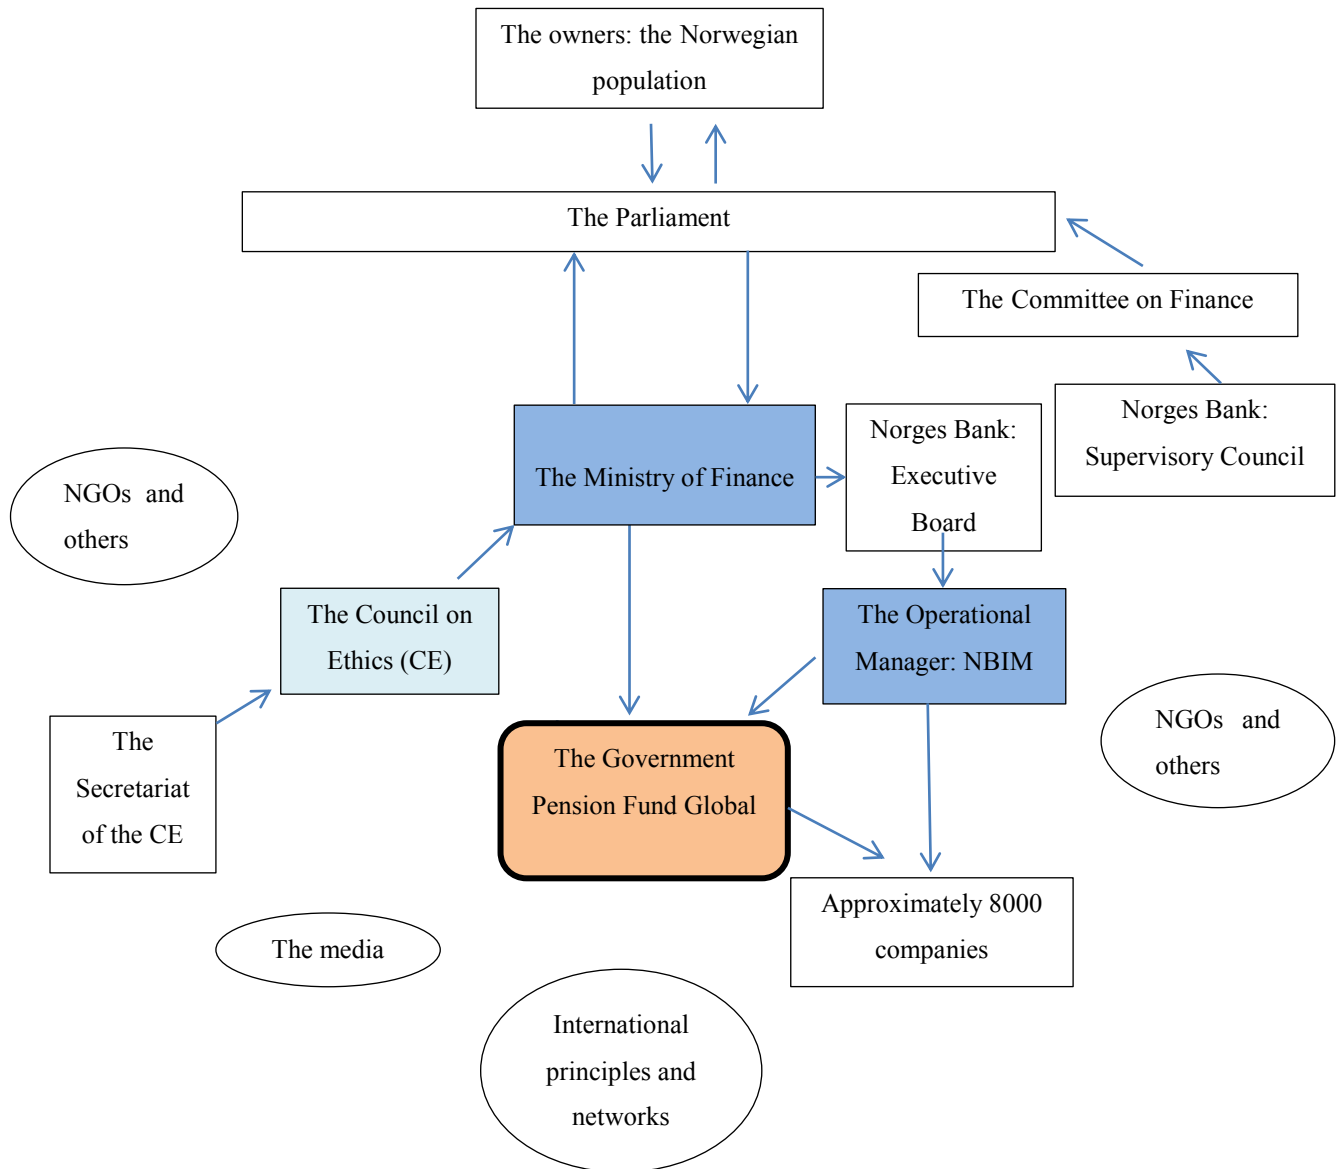 The owners: the Norwegian
population
The Parliament
The Committee on Finance
Norges Bank:
Supervisory Council
Norges Bank:
Executive
Board
The Ministry of Finance
NGOs and
others
The Council on
Ethics (CE)
The Operational
Manager: NBIM
The
Secretariat
of the CE
The Government
Pension Fund Global
NGOs and
others
Approximately 8000
companies
The media
International
principles and
networks